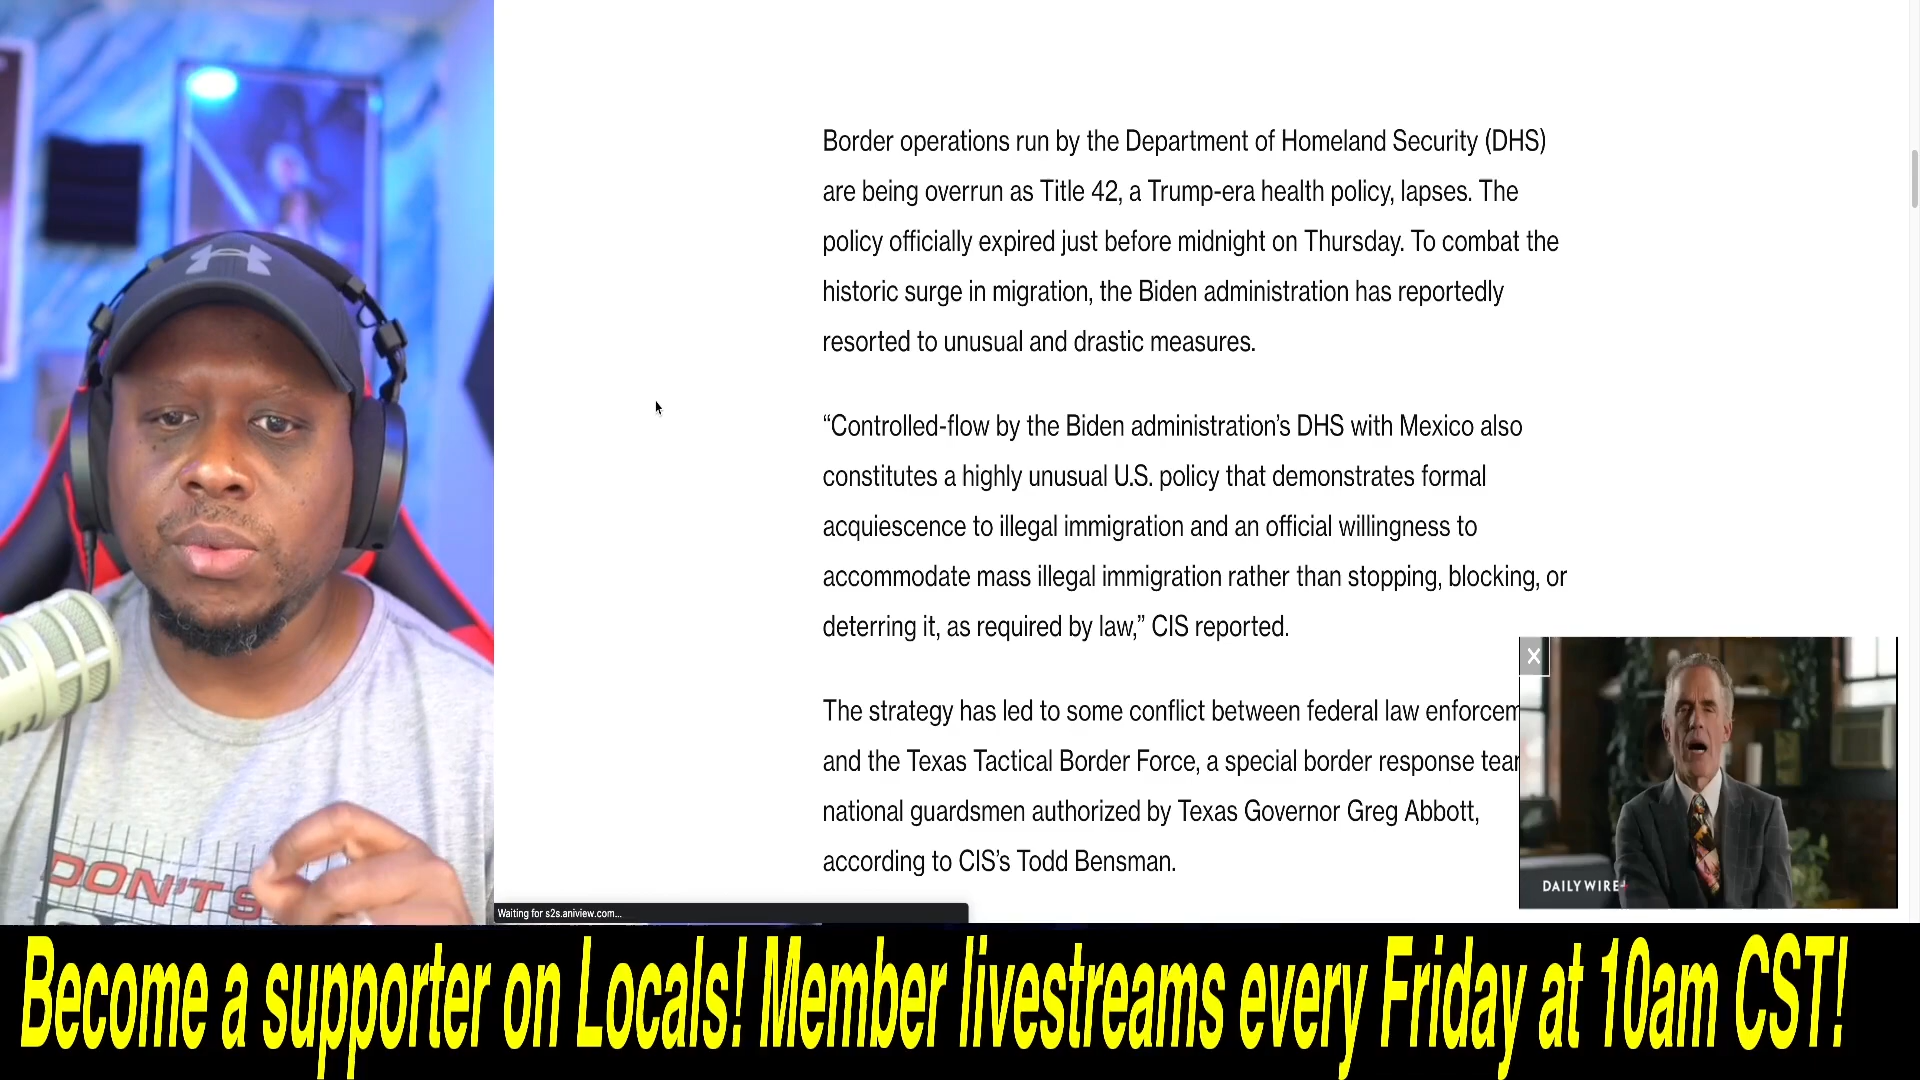 Border operations run by the Department of Homeland Security (DHS)
are being overrun as Title 42, a Trump-era health policy, lapses. The
policy officially expired just before midnight on Thursday. To combat the
historic surge in migration, the Biden administration has reportedly
resorted to unusual and drastic measures.
“Controlled-flow by the Biden administration’s DHS with Mexico also
constitutes a highly unusual U.S. policy that demonstrates formal
acquiescence to illegal immigration and an official willingness to
accommodate mass illegal immigration rather than stopping, blocking, or
deterring it, as required by law,” CIS reported.
The strategy has led to some conflict between federal law enforcem
and the Texas Tactical Border Force, a special border response tear
national guardsmen authorized by Texas Governor Greg Abbott,
according to CIS’s Todd Bensman.
X
DAILYWIRE+
DON'T S
Waiting for s2s.aniview.com...
Become a supporter on Locals! Member livestreams every Friday at 10am CST!